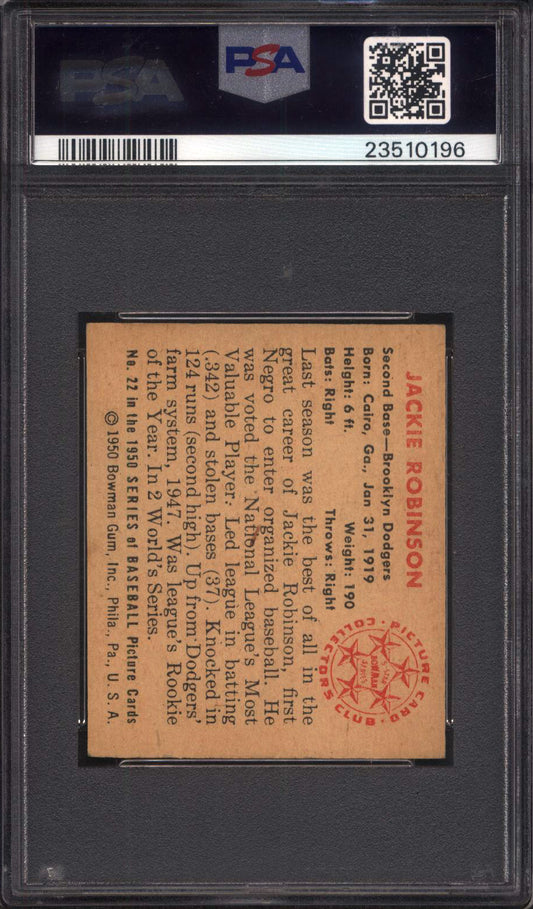 PSA
PSA
23510196
JACKIE ROBINSON
Second Base—Brooklyn Dodgers
Born: Cairo, Ga., Jan 31, 1919
Height: 6 ft. Weight: 190
Bats: Right Throws: Right
PICTURE CARD
COLLECTORS CLUB
5-STAR
BOWMAN
Last season was the best of all in the
great career of Jackie Robinson, first
Negro to enter organized baseball. He
was voted the National League's Most
Valuable Player. Led league in batting
(.342) and stolen bases (37). Knocked in
124 runs (second high). Up from Dodgers'
farm system, 1947. Was league's Rookie
of the Year. In 2 World's Series.
No. 22 in the 1950 SERIES of BASEBALL Picture Cards
© 1950 Bowman Gum, Inc., Phila., Pa., U. S. A.